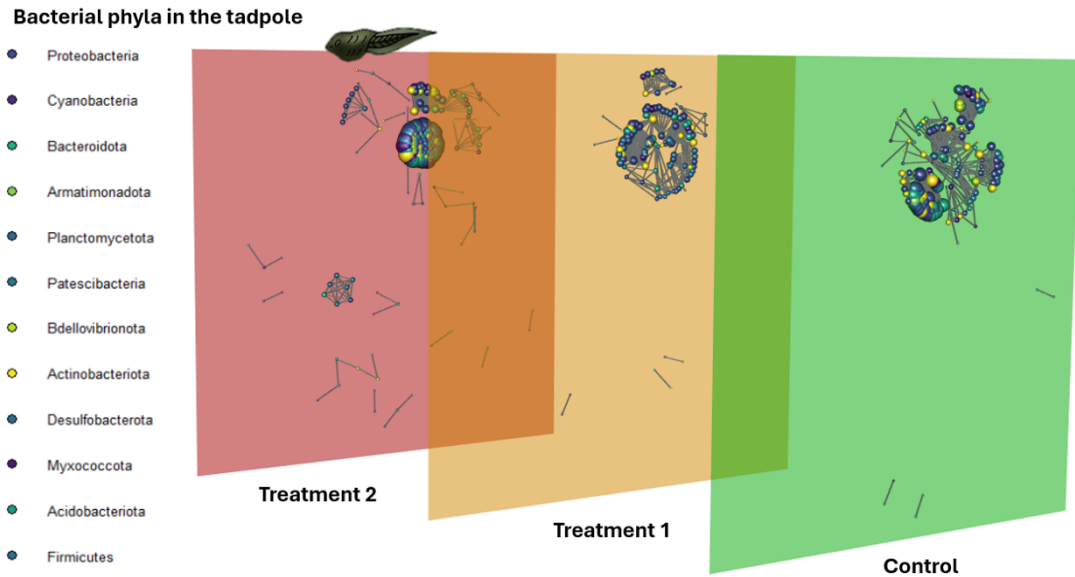 Bacterial phyla in the tadpole
Proteobacteria
Cyanobacteria
Bacteroidota
Armatimonadota
Planctomycetota
Patescibacteria
Bdellovibrionota
Actinobacteriota
Desulfobacterota
Myxococcota
Acidobacteriota
Firmicutes
Treatment 2
Treatment 1
Control